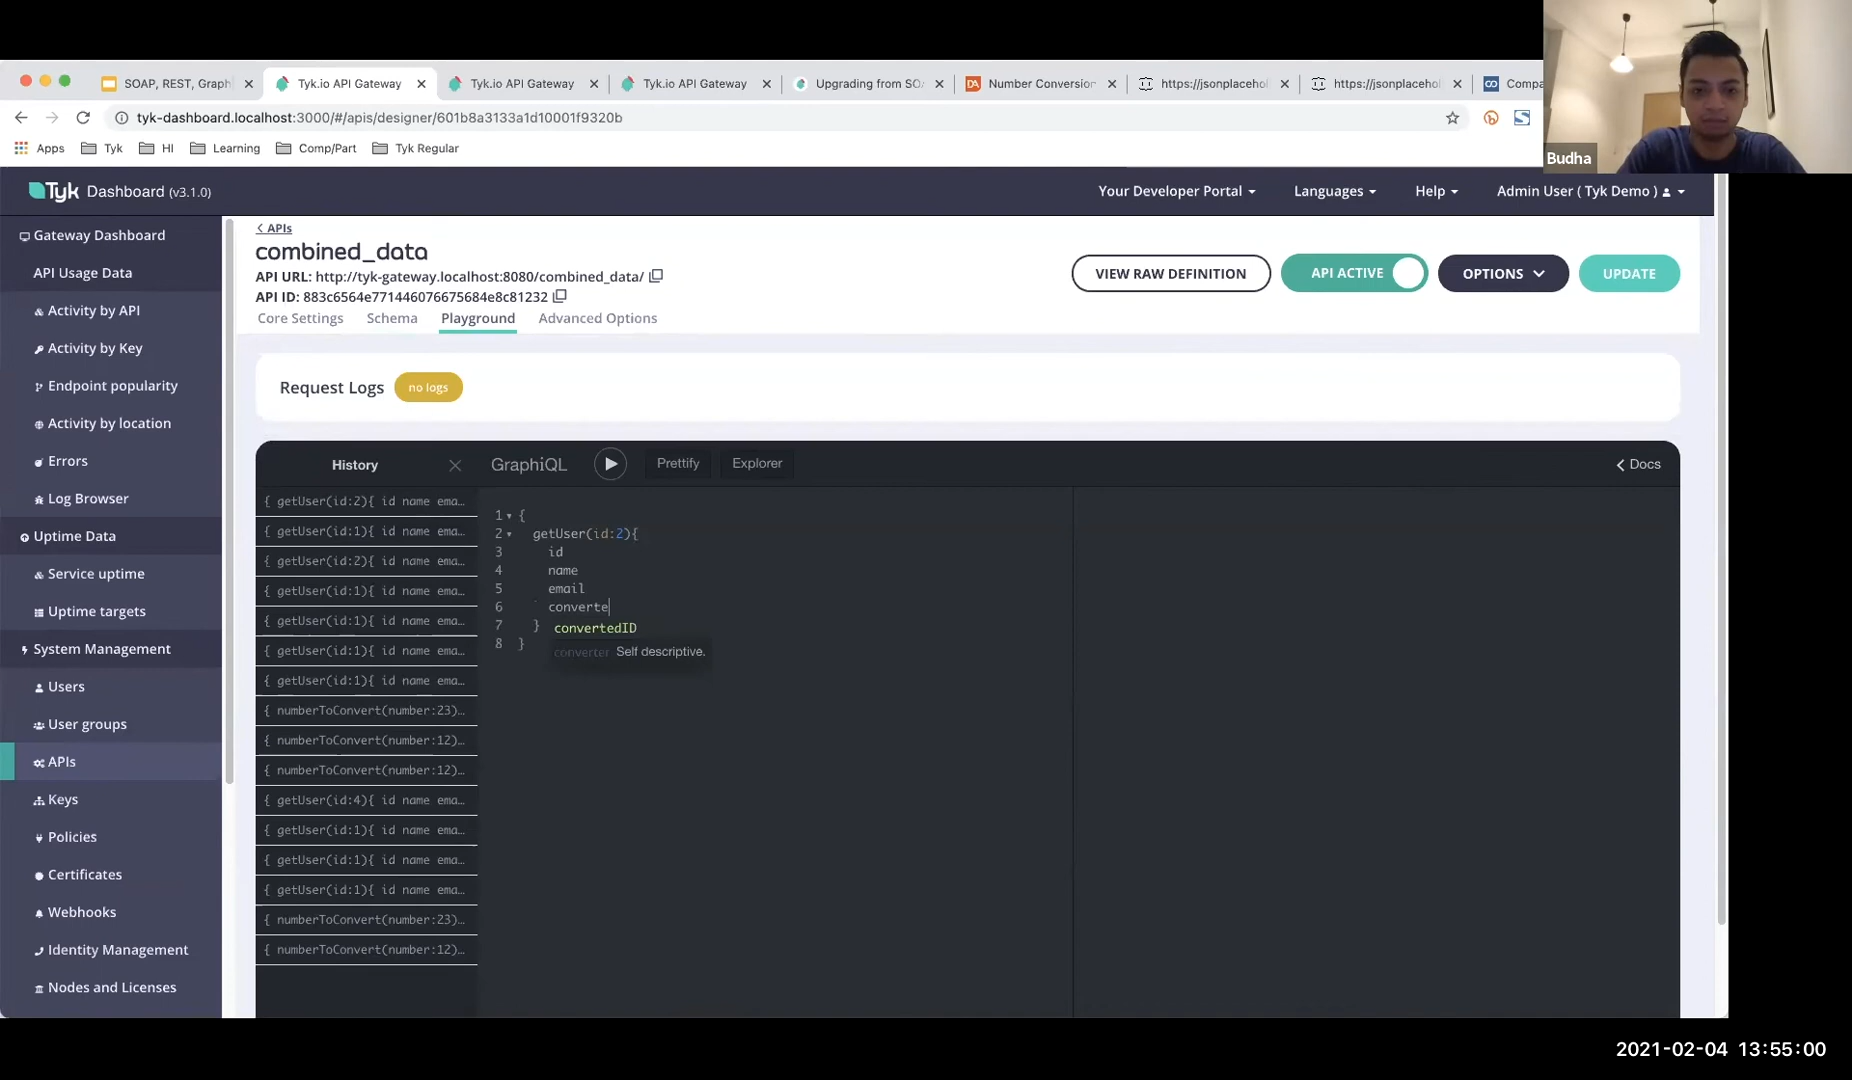 SOAP, REST, Graph
Tyk.io API Gateway
Tyk.io API Gateway
Tyk.io API Gateway
Upgrading from SO
Number Conversion
https://jsonplaceho
https://jsonplaceho
Compa
tyk-dashboard.localhost:3000/#/apis/designer/601b8a3133a1d10001f9320b
Apps
Tyk
HI
Learning
Comp/Part
Tyk Regular
Budha
Tyk Dashboard (v3.1.0)
Your Developer Portal
Languages
Help
Admin User ( Tyk Demo )
Gateway Dashboard
API Usage Data
Activity by API
Activity by Key
Endpoint popularity
Activity by location
Errors
Log Browser
Uptime Data
Service uptime
Uptime targets
System Management
Users
User groups
APIs
Keys
Policies
Certificates
Webhooks
Identity Management
Nodes and Licenses
< APIs
combined_data
API URL: http://tyk-gateway.localhost:8080/combined_data/
API ID: 883c6564e771446076675684e8c81232
VIEW RAW DEFINITION
API ACTIVE
OPTIONS
UPDATE
Core Settings
Schema
Playground
Advanced Options
Request Logs
no logs
History
GraphiQL
Prettify
Explorer
Docs
{ getUser(id:2){ id name ema…
{ getUser(id:1){ id name ema…
{ getUser(id:2){ id name ema…
{ getUser(id:1){ id name ema…
{ getUser(id:1){ id name ema…
{ getUser(id:1){ id name ema…
{ getUser(id:1){ id name ema…
{ numberToConvert(number:23)…
{ numberToConvert(number:12)…
{ numberToConvert(number:12)…
{ getUser(id:4){ id name ema…
{ getUser(id:1){ id name ema…
{ getUser(id:1){ id name ema…
{ getUser(id:1){ id name ema…
{ numberToConvert(number:23)…
{ numberToConvert(number:12)…
1 {
2 getUser(id:2){
3 id
4 name
5 email
6 converte
7 }
8 }
convertedID
converter Self descriptive.
2021-02-04 13:55:00